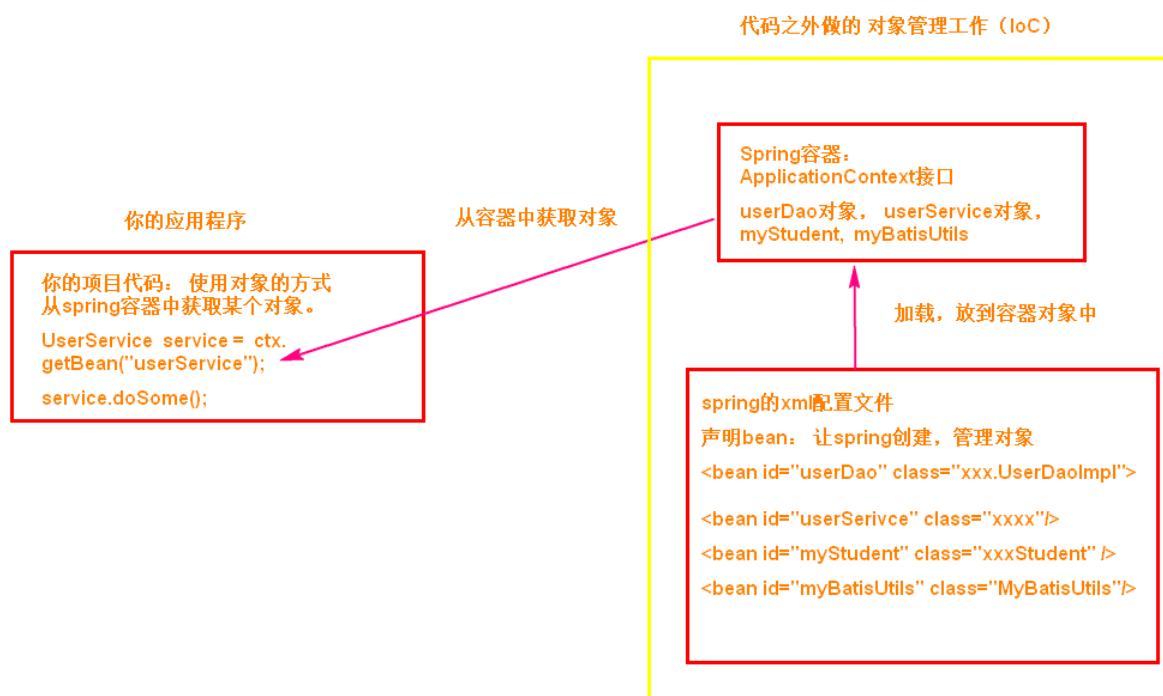 代码之外做的 对象管理工作（IoC）
Spring容器：
ApplicationContext接口
userDao对象， userService对象，
myStudent, myBatisUtils
从容器中获取对象
你的应用程序
你的项目代码： 使用对象的方式
从spring容器中获取某个对象。
UserService service = ctx.
getBean("userService");
service.doSome();
加载，放到容器对象中
spring的xml配置文件
声明bean： 让spring创建，管理对象
<bean id="userDao" class="xxx.UserDaoImpl">
<bean id="userSerivce" class="xxxx"/>
<bean id="myStudent" class="xxxStudent" />
<bean id="myBatisUtils" class="MyBatisUtils"/>